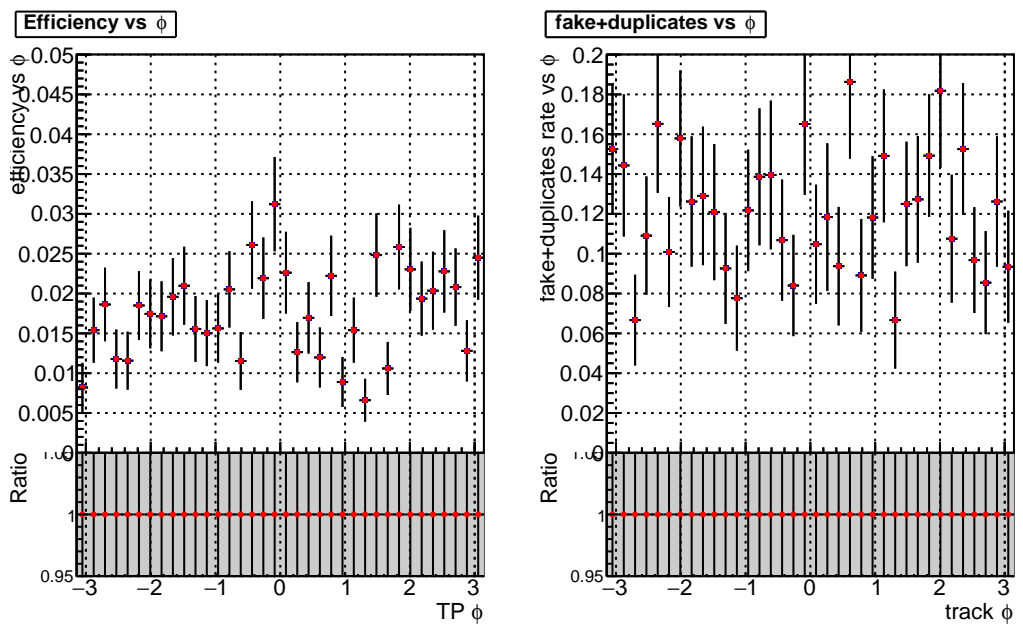 Efficiency vs ϕ
efficiency vs ϕ
0.05
0.045
0.04
0.035
0.03
0.025
0.02
0.015
0.01
0.005
0
Ratio
1
0.95
−3 −2 −1 0 1 2 3
TP ϕ
fake+duplicates vs ϕ
fake+duplicates rate vs ϕ
0.2
0.18
0.16
0.14
0.12
0.1
0.08
0.06
0.04
0.02
0
Ratio
1
0.95
−3 −2 −1 0 1 2 3
track ϕ